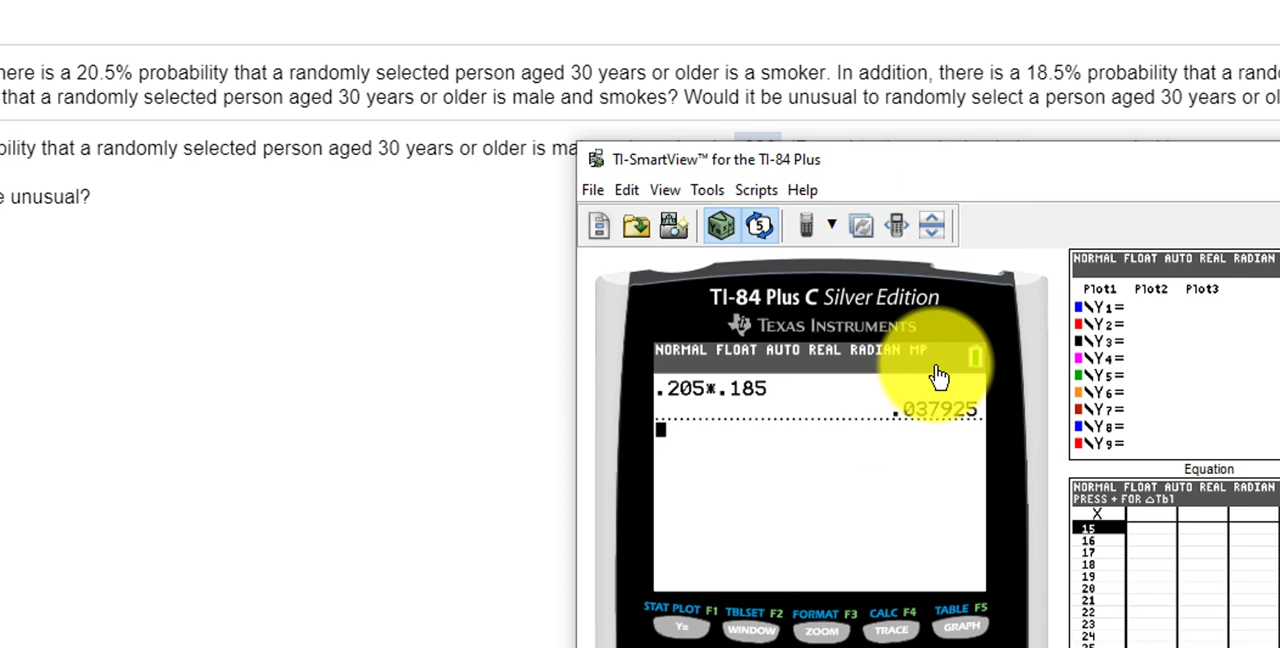 here is a 20.5% probability that a randomly selected person aged 30 years or older is a smoker. In addition, there is a 18.5% probability that a
that a randomly selected person aged 30 years or older is male and smokes? Would it be unusual to randomly select a person aged 30 years or
bility that a randomly selected person aged 30 years or older is
TI-SmartView™ for the TI-84 Plus
e unusual?
File Edit View Tools Scripts Help
5
TI-84 Plus C Silver Edition
TEXAS INSTRUMENTS
NORMAL FLOAT AUTO REAL RADIAN MP
.205*.185
.037925
STAT PLOT F1 TBLSET F2 FORMAT F3 CALC F4 TABLE F5
Y= WINDOW ZOOM TRACE GRAPH
NORMAL FLOAT AUTO REAL RADIAN
Plot1 Plot2 Plot3
\Y1=
\Y2=
\Y3=
\Y4=
\Y5=
\Y6=
\Y7=
\Y8=
\Y9=
Equation
NORMAL FLOAT AUTO REAL RADIAN
PRESS + FOR △Tb1
X
15
16
17
18
19
20
21
22
23
24